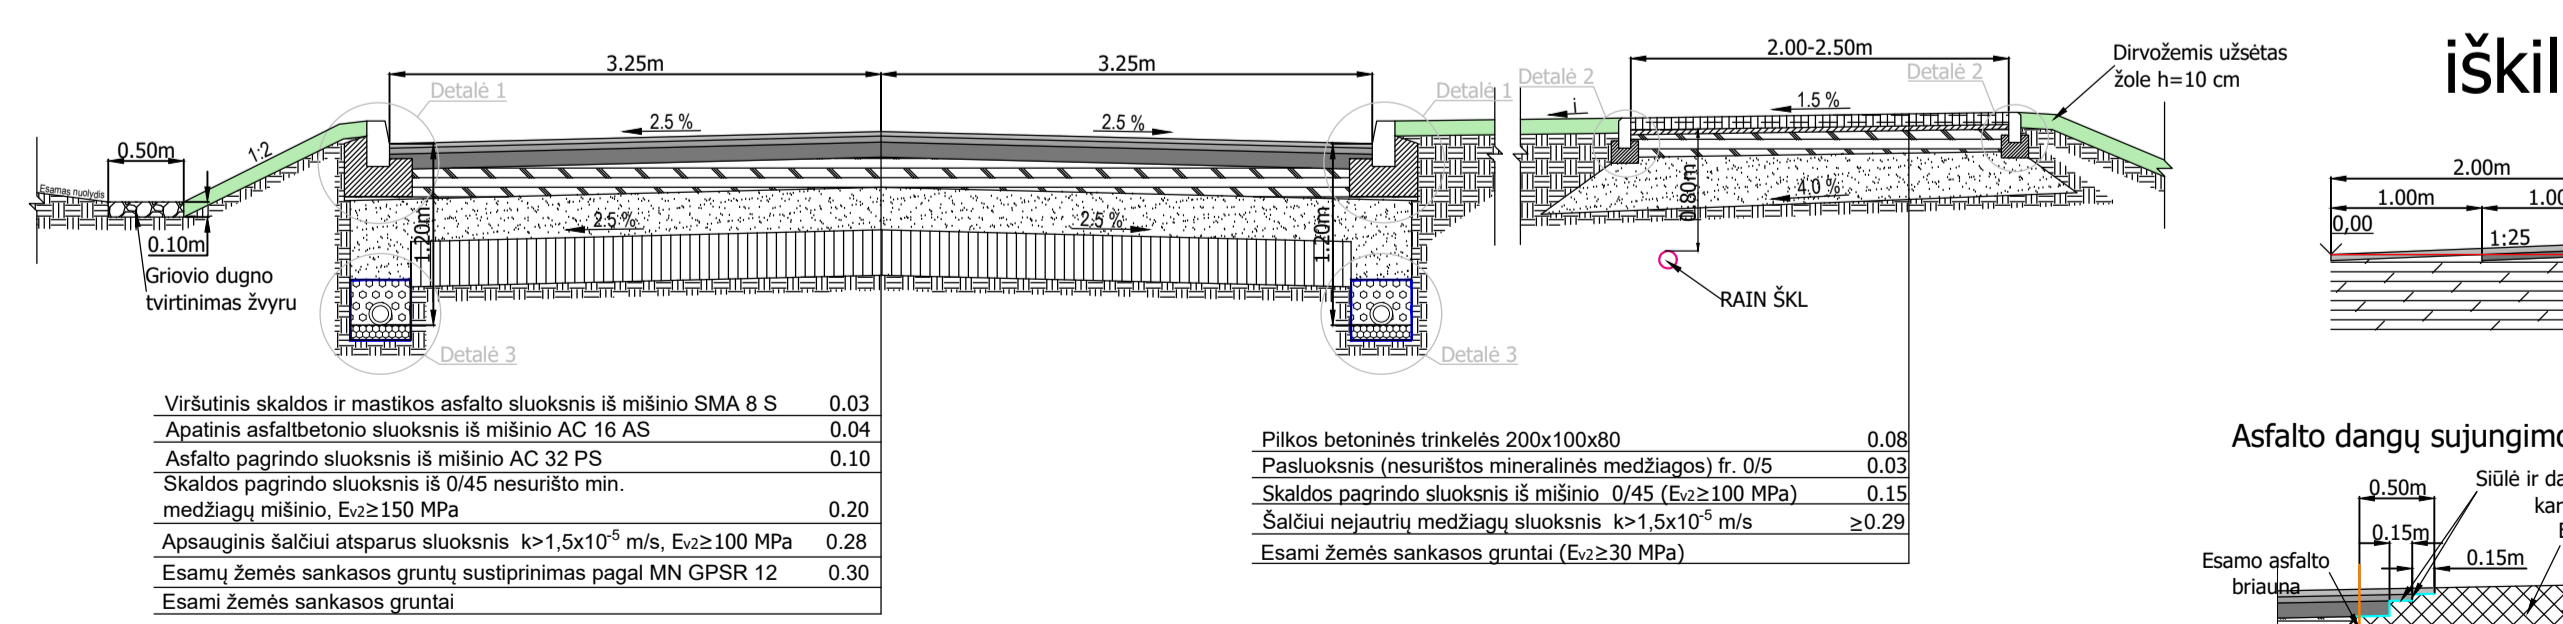 3.25m
3.25m
2.00-2.50m
Detalė 1
Detalė 1
Detalė 2
Detalė 2
Dirvožemis užsėtas
žole h=10 cm
iškil
2.5 %
2.5 %
i
1.5 %
0.50m
1:2
Esamas nuolydis
0.10m
Griovio dugno
tvirtinimas žvyru
1.20m
2.5 %
2.5 %
1.20m
0.80m
4.0 %
RAIN ŠKL
Detalė 3
Detalė 3
2.00m
1.00m
1.00
0,00
1:25
Viršutinis skaldos ir mastikos asfalto sluoksnis iš mišinio SMA 8 S 0.03
Apatinis asfaltbetonio sluoksnis iš mišinio AC 16 AS 0.04
Asfalto pagrindo sluoksnis iš mišinio AC 32 PS 0.10
Skaldos pagrindo sluoksnis iš 0/45 nesurišto min.
medžiagų mišinio, Ev2≥150 MPa 0.20
Apsauginis šalčiui atsparus sluoksnis k>1,5x10⁻⁵ m/s, Ev2≥100 MPa 0.28
Esamų žemės sankasos gruntų sustiprinimas pagal MN GPSR 12 0.30
Esami žemės sankasos gruntai
Pilkos betoninės trinkelės 200x100x80 0.08
Pasluoksnis (nesurištos mineralinės medžiagos) fr. 0/5 0.03
Skaldos pagrindo sluoksnis iš mišinio 0/45 (Ev2≥100 MPa) 0.15
Šalčiui nejautrių medžiagų sluoksnis k>1,5x10⁻⁵ m/s ≥0.29
Esami žemės sankasos gruntai (Ev2≥30 MPa)
Asfalto dangų sujungimo
0.50m
Siūlė ir da
kar
0.15m
0.15m
Esamo asfalto
briauna